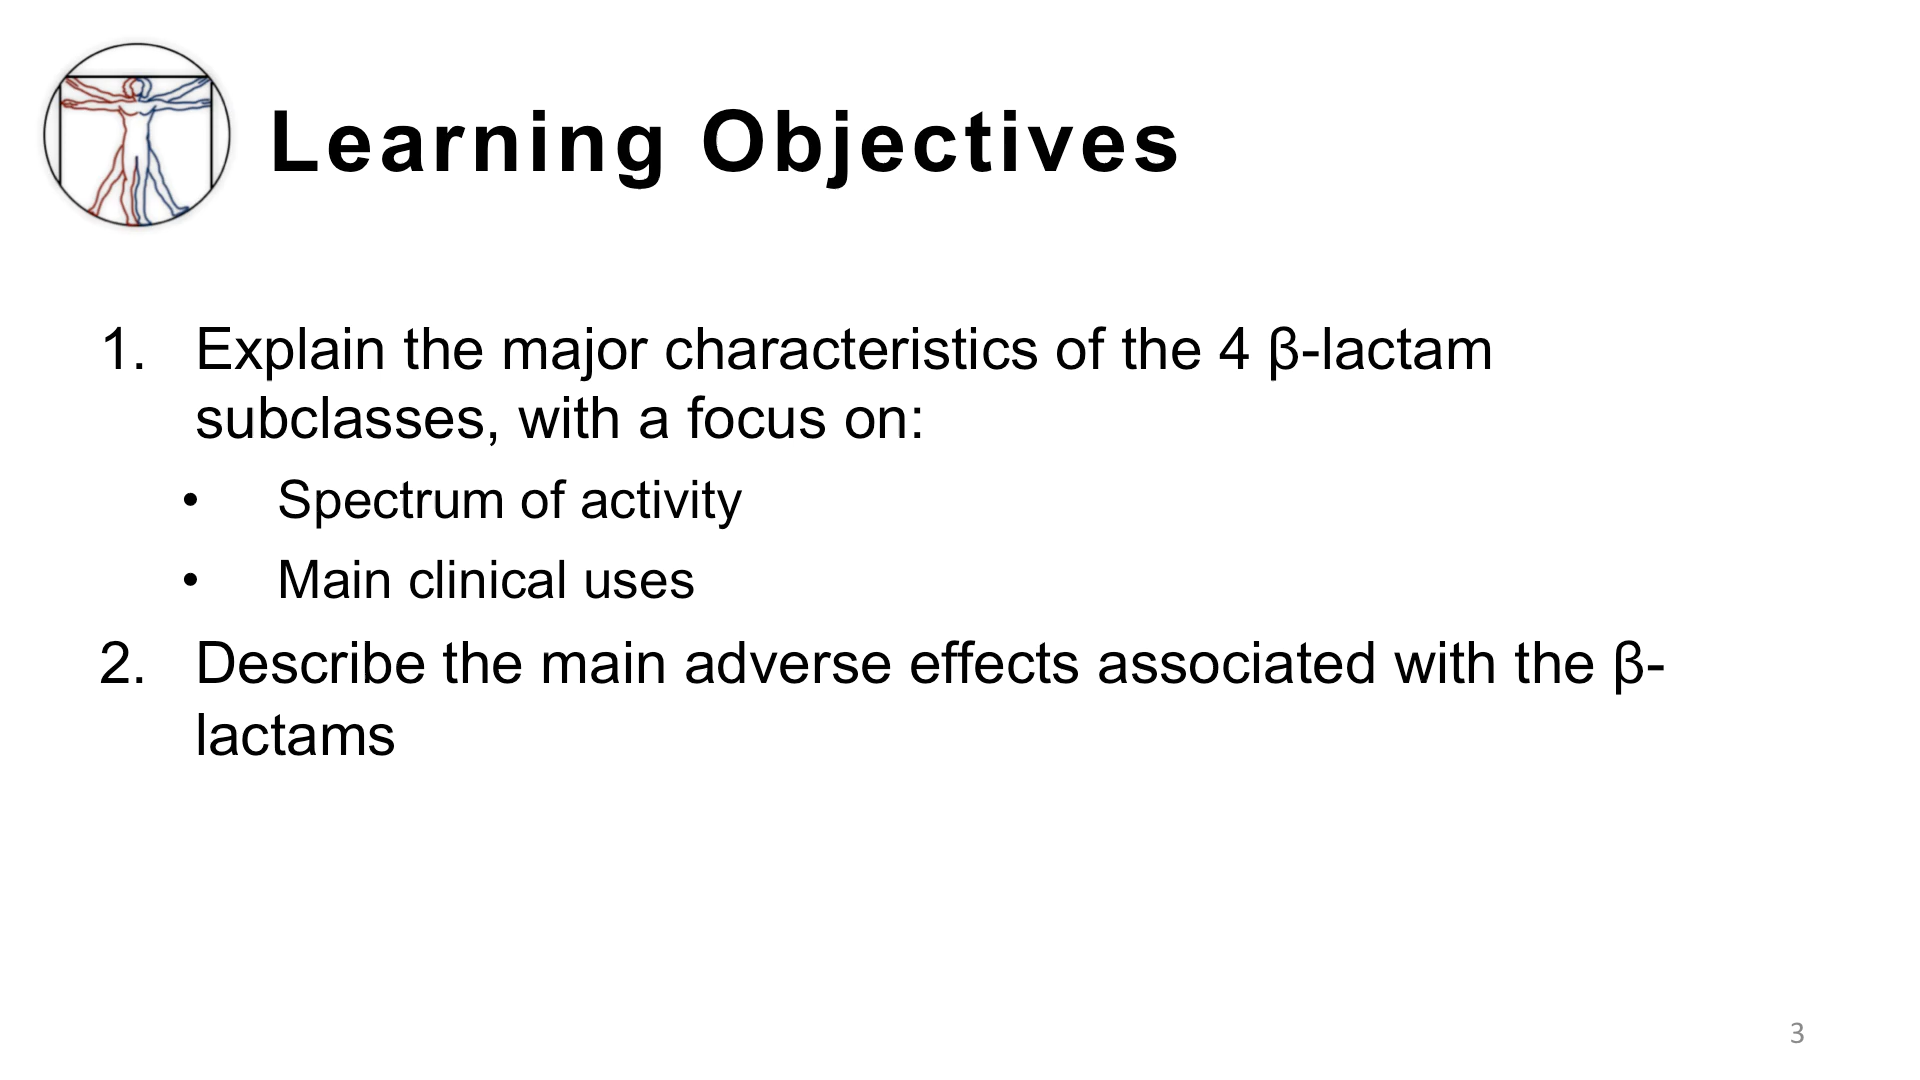 Learning Objectives
1. Explain the major characteristics of the 4 β-lactam
subclasses, with a focus on:
• Spectrum of activity
• Main clinical uses
2. Describe the main adverse effects associated with the β-
lactams
3